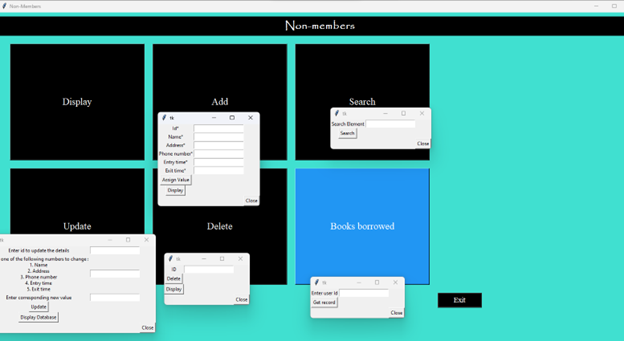 Non-Members
Non-members
Display
Add
Search
tk
Id*
Name*
Address*
Phone number*
Entry time*
Exit time*
Assign Value
Display
Close
tk
Search Element
Search
Close
Update
Delete
Books borrowed
Enter id to update the details
one of the following numbers to change:
1. Name
2. Address
3. Phone number
4. Entry time
5. Exit time
Enter corresponding new value
Update
Display Database
Close
tk
ID
Delete
Display
Close
tk
Enter user id
Get record
Close
Exit